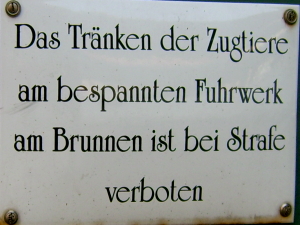 Das Tränken der Zugtiere
am bespannten Fuhrwerk
am Brunnen ist bei Strafe
verboten